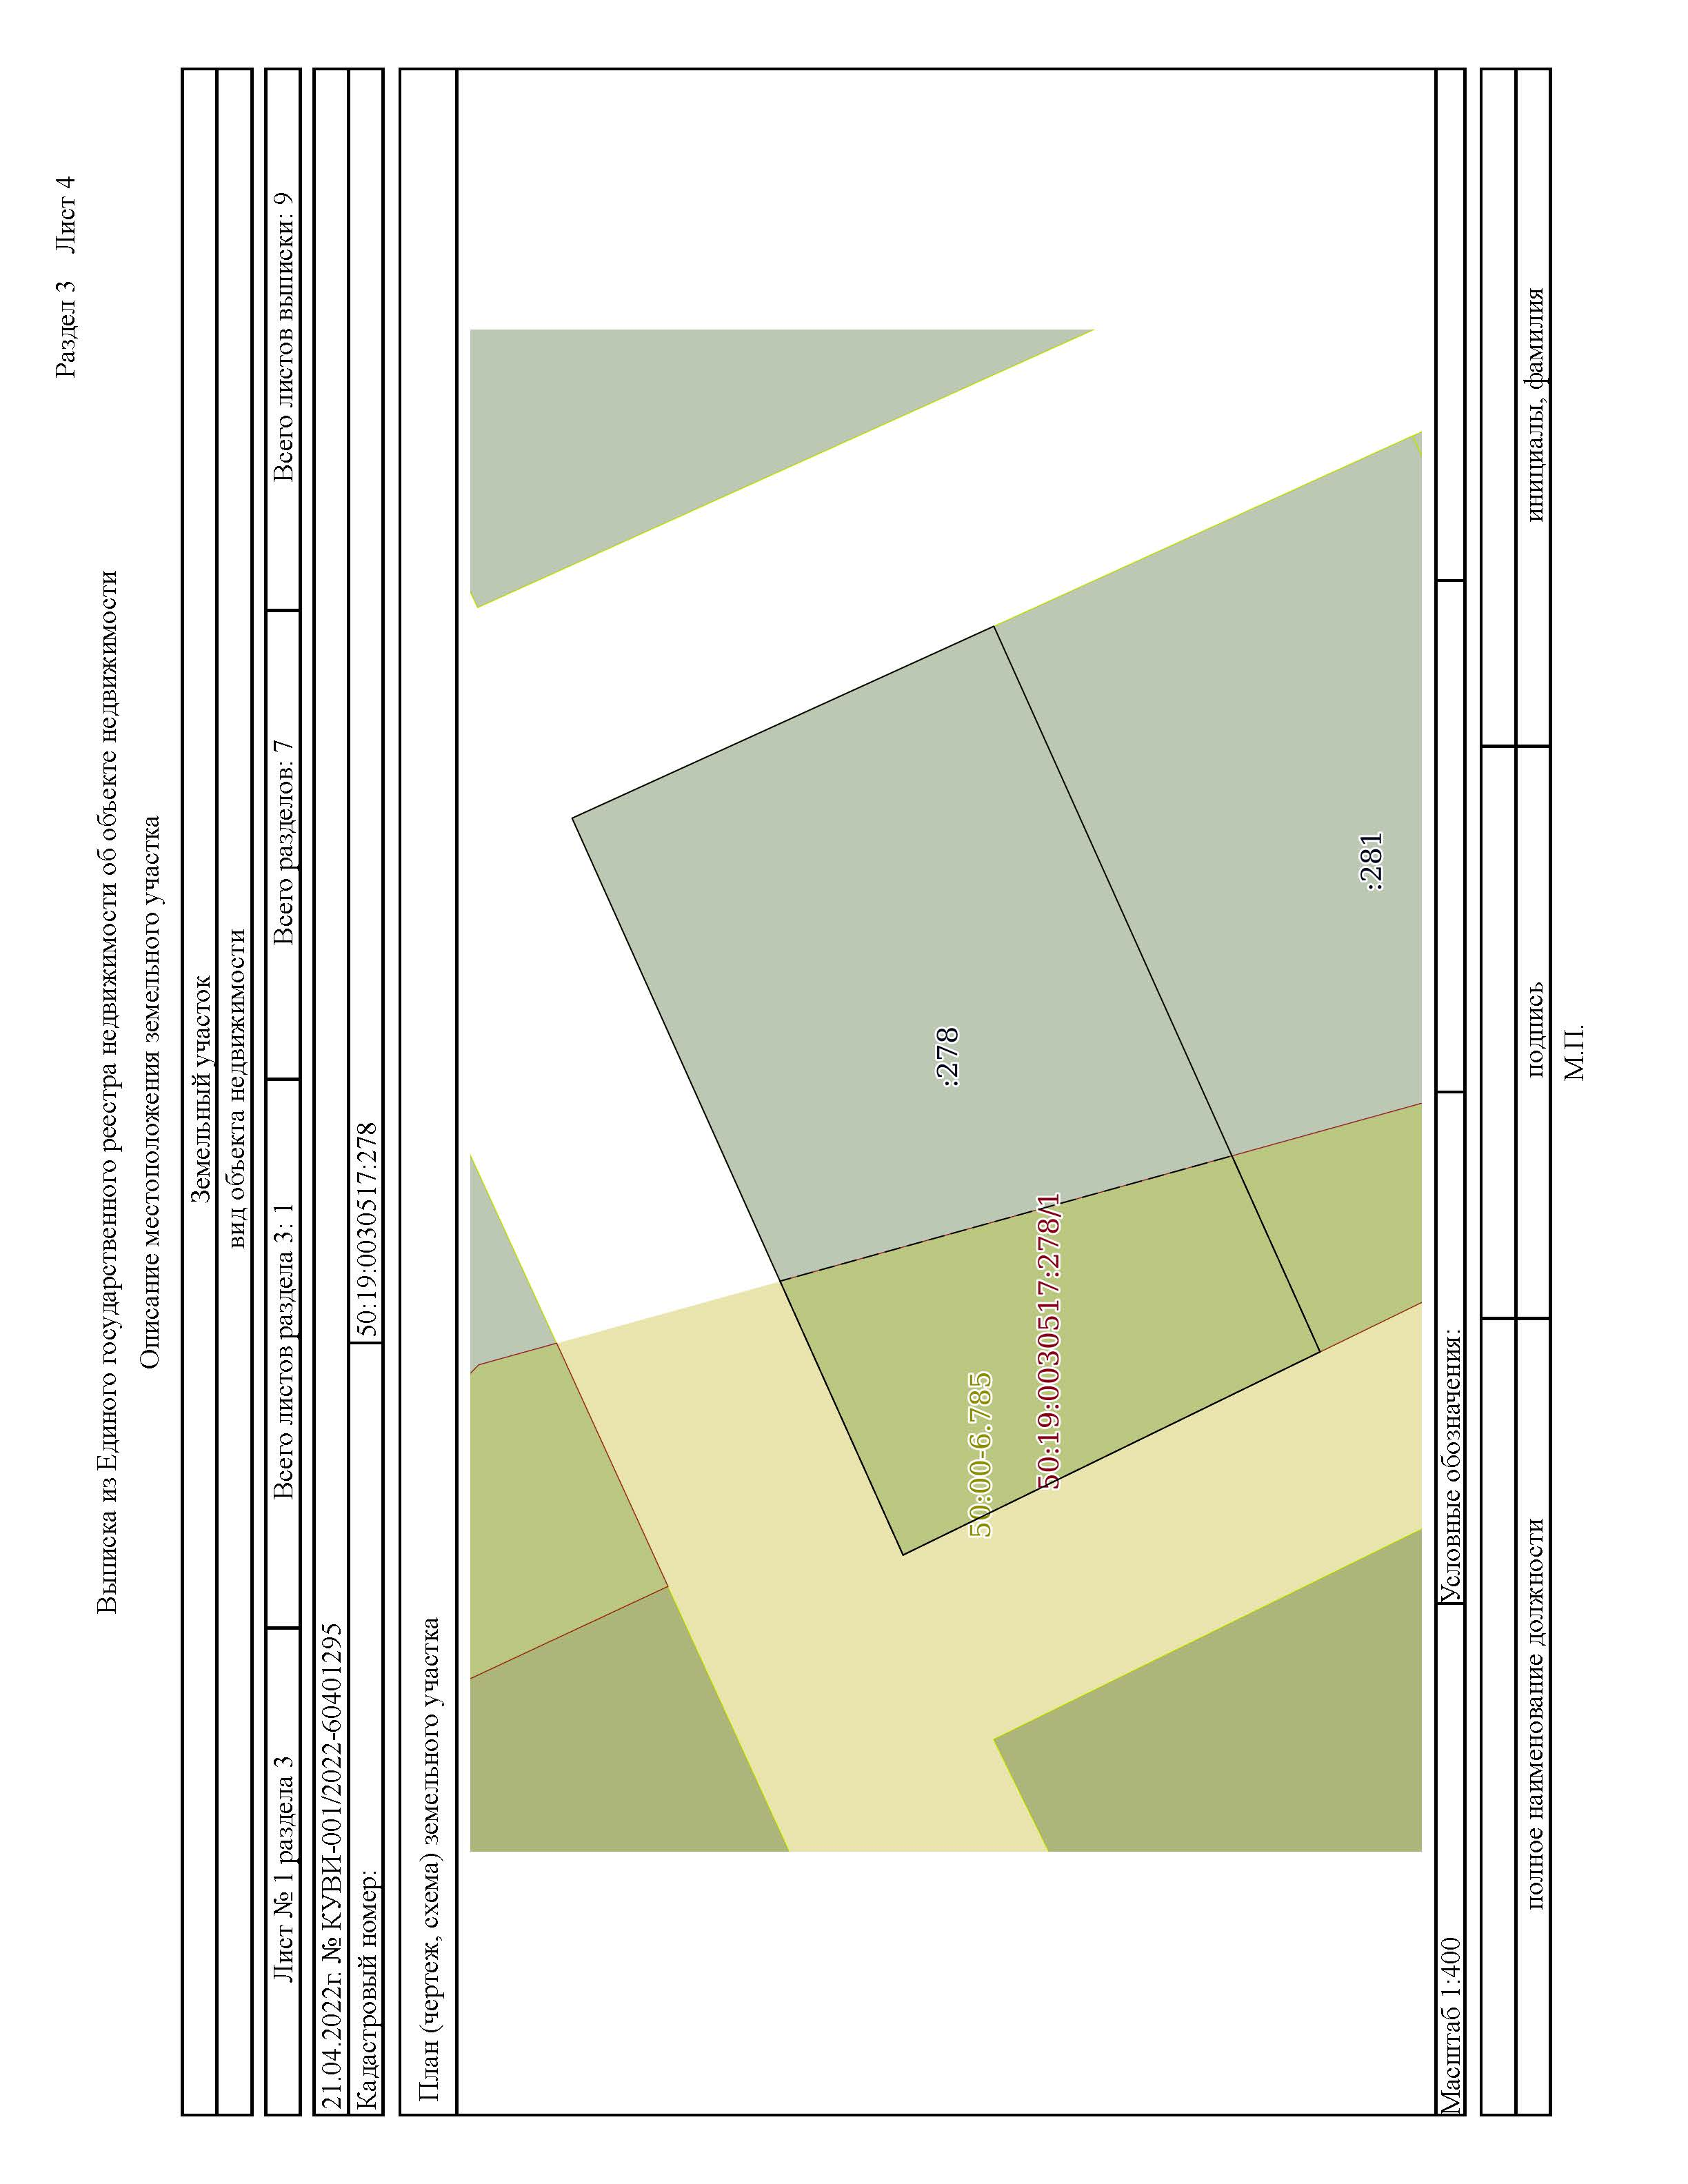 Раздел 3 Лист 4
Выписка из Единого государственного реестра недвижимости об объекте недвижимости
Описание местоположения земельного участка
Земельный участок
вид объекта недвижимости
Лист № 1 раздела 3 Всего листов раздела 3: 1 Всего разделов: 7 Всего листов выписки: 9
21.04.2022г. № КУВИ-001/2022-60401295
Кадастровый номер: 50:19:0030517:278
План (чертеж, схема) земельного участка
:278
50:00-6.785
50:19:0030517:278/1
:281
Масштаб 1:400 Условные обозначения:
полное наименование должности подпись инициалы, фамилия
М.П.